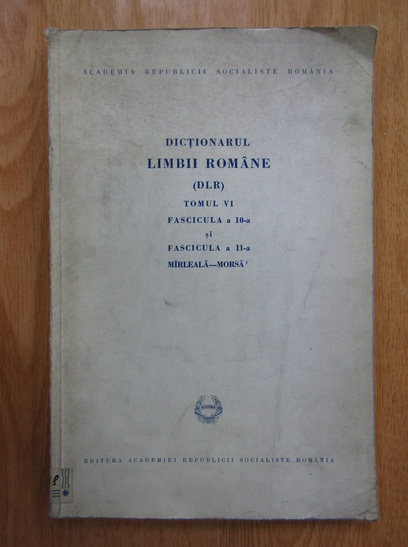 ACADEMIA REPUBLICII SOCIALISTE ROMÂNIA
DICȚIONARUL
LIMBII ROMÂNE
(DLR)
TOMUL VI
FASCICULA a 10-a
și
FASCICULA a 11-a
MÎRLEALĂ—MORSĂ²
EDITURA ACADEMIEI REPUBLICII SOCIALISTE ROMÂNIA